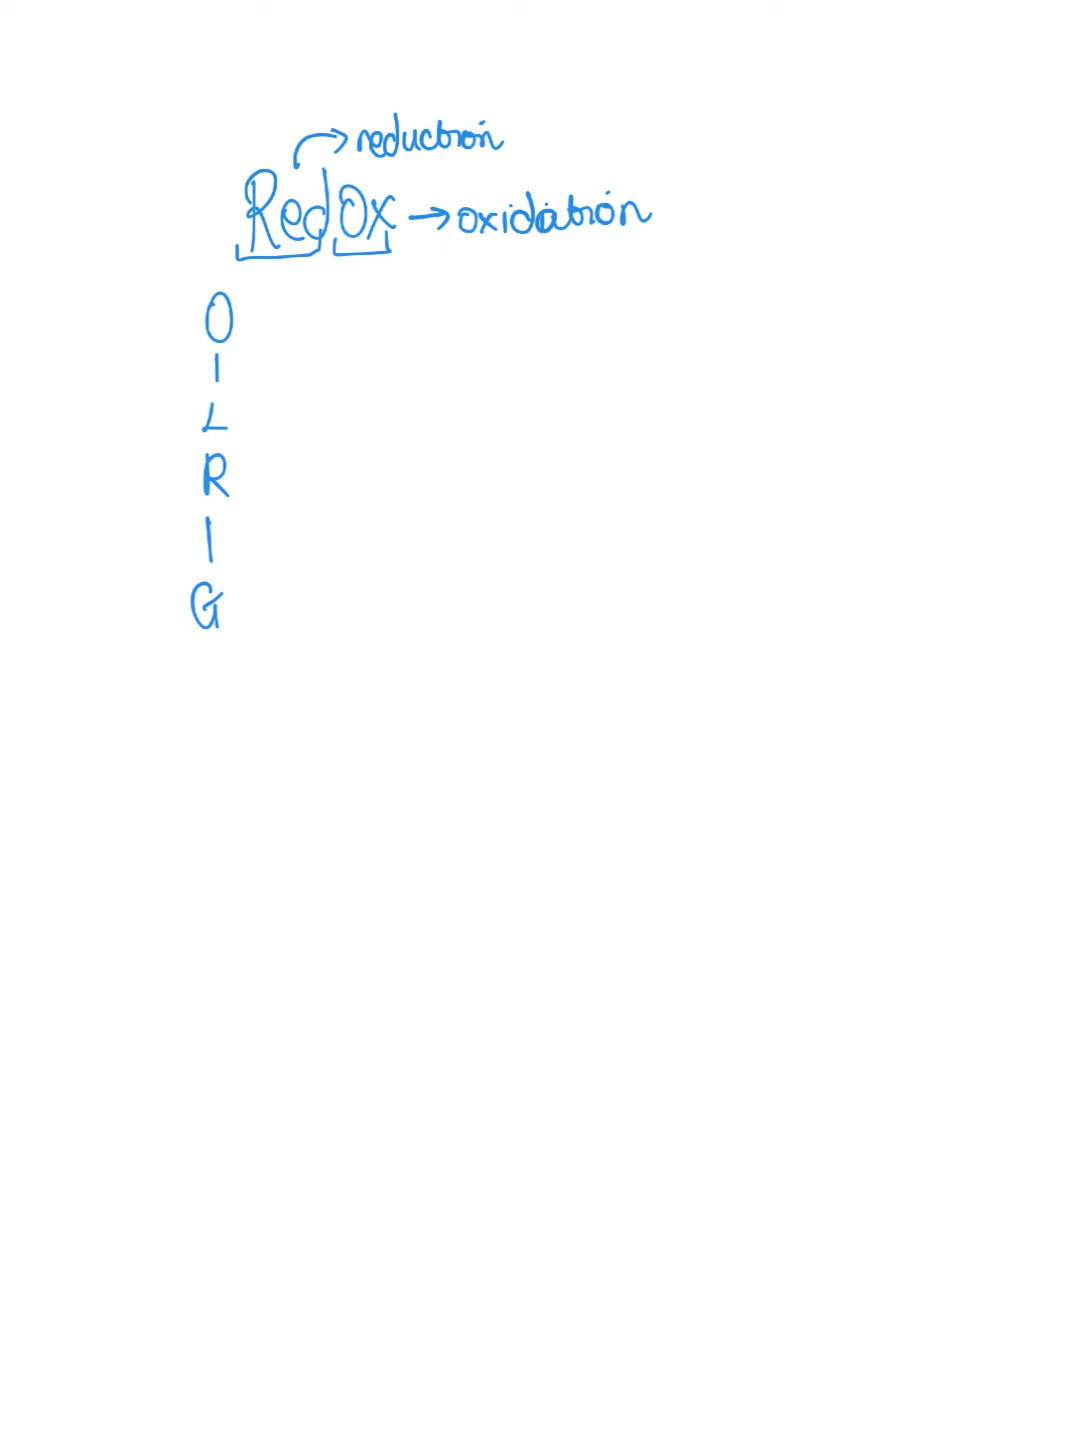 → reduction
RedOx → oxidation
O
I
L
R
I
G